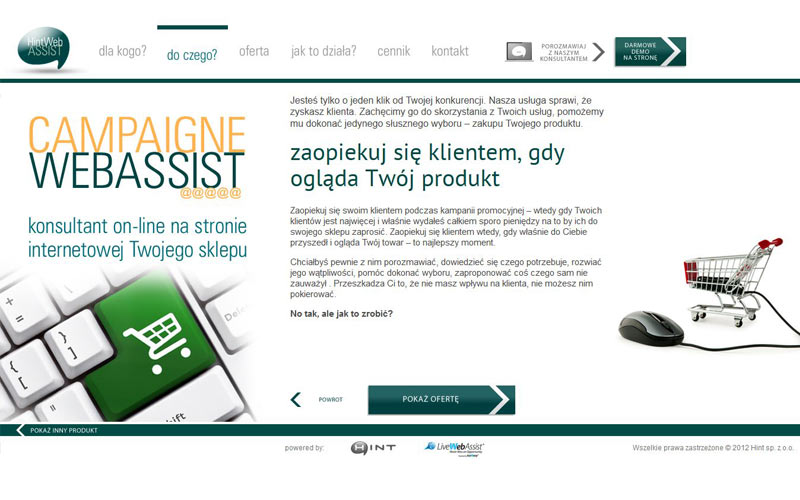 HintWeb
ASSIST
dla kogo?
do czego?
oferta
jak to działa?
cennik
kontakt
POROZMAWIAJ
Z NASZYM
KONSULTANTEM
DARMOWE
DEMO
NA STRONĘ
CAMPAIGNE
WEBASSIST
@@@@@
konsultant on-line na stronie
internetowej Twojego sklepu
Jesteś tylko o jeden klik od Twojej konkurencji. Nasza usługa sprawi, że
zyskasz klienta. Zachęcimy go do skorzystania z Twoich usług, pomożemy
mu dokonać jedynego słusznego wyboru – zakupu Twojego produktu.
zaopiekuj się klientem, gdy
ogląda Twój produkt
Zaopiekuj się swoim klientem podczas kampanii promocyjnej – wtedy gdy Twoich
klientów jest najwięcej i właśnie wydałeś całkiem sporo pieniędzy na to by ich do
swojego sklepu zaprosić. Zaopiekuj się klientem wtedy, gdy właśnie do Ciebie
przyszedł i ogląda Twój towar – to najlepszy moment.
Chciałbyś pewnie z nim porozmawiać, dowiedzieć się czego potrzebuje, rozwiać
jego wątpliwości, pomóc dokonać wyboru, zaproponować coś czego sam nie
zauważył . Przeszkadza Ci to, że nie masz wpływu na klienta, nie możesz nim
pokierować.
No tak, ale jak to zrobić?
{
[
}
]
shift
POWRÓT
POKAŻ OFERTĘ
POKAŻ INNY PRODUKT
powered by:
HINT
LiveWebAssist
Wszelkie prawa zastrzeżone © 2012 Hint sp. z o.o.